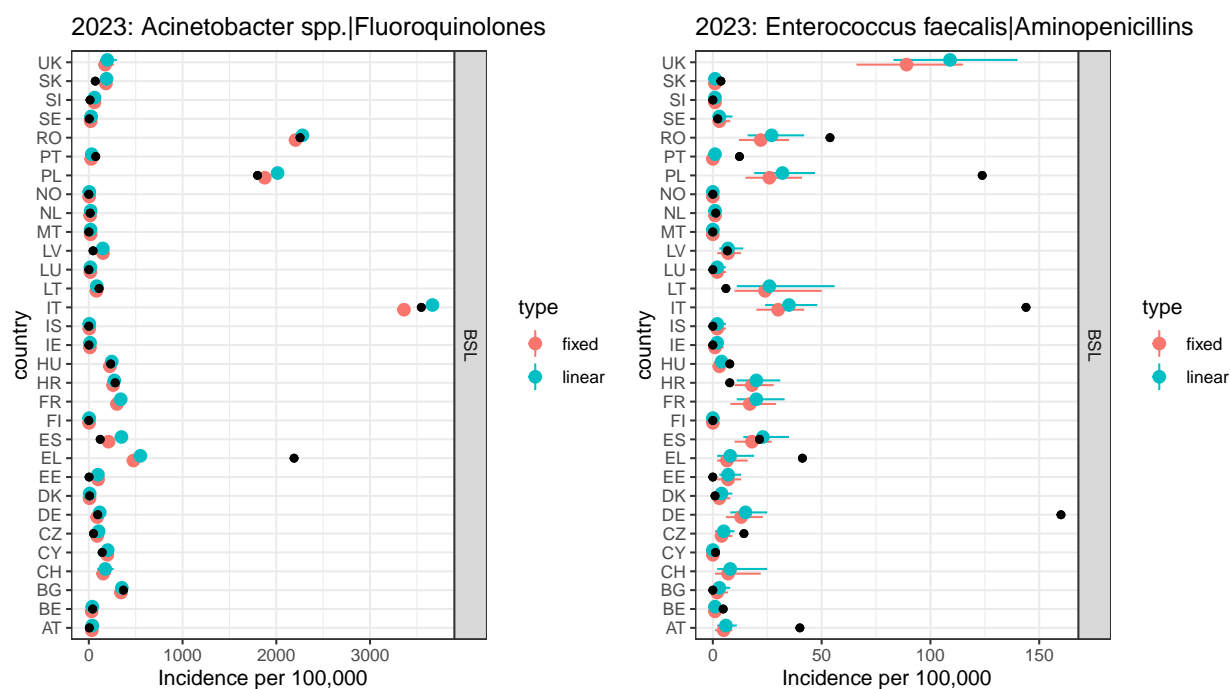 2023: Acinetobacter spp.|Fluoroquinolones
UK
SK
SI
SE
RO
PT
PL
NO
NL
MT
LV
LU
LT
IT
IS
IE
HU
HR
FR
FI
ES
EL
EE
DK
DE
CZ
CY
CH
BG
BE
AT
country
0 1000 2000 3000
Incidence per 100,000
BSL
type
fixed
linear
2023: Enterococcus faecalis|Aminopenicillins
UK
SK
SI
SE
RO
PT
PL
NO
NL
MT
LV
LU
LT
IT
IS
IE
HU
HR
FR
FI
ES
EL
EE
DK
DE
CZ
CY
CH
BG
BE
AT
country
0 50 100 150
Incidence per 100,000
BSL
type
fixed
linear